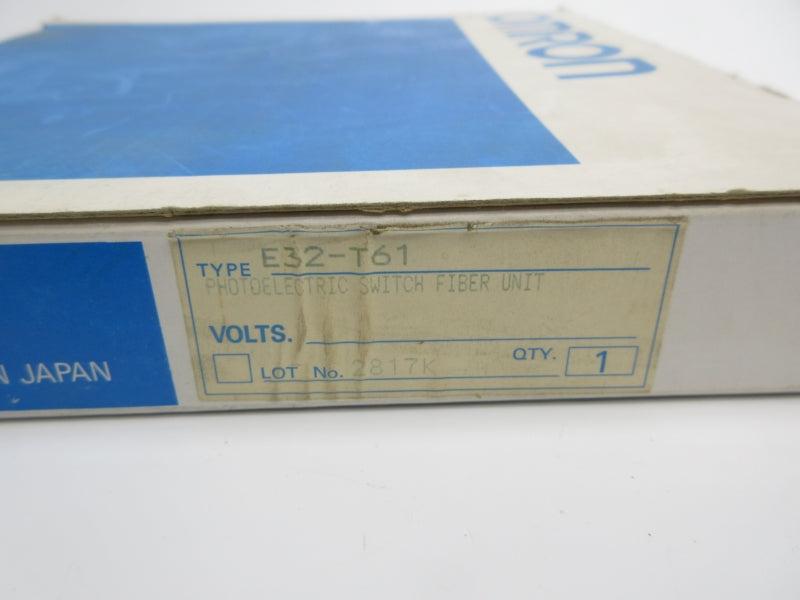 OMRON
TYPE E32-T61
PHOTOELECTRIC SWITCH FIBER UNIT
VOLTS.
QTY. 1
LOT No. 2817K
N JAPAN